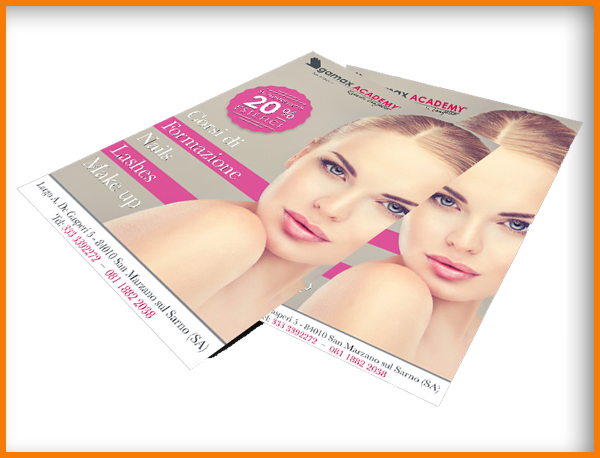 gamax
ACADEMY
20%
Corsi di
Formazione
Nails
Lashes
Make up
Largo A. De Gasperi 5 - 84010 San Marzano sul Sarno (SA)
Tel: 333 3392272 - 081 1882 2038
ACADEMY
Gasperi 5 - 84010 San Marzano sul Sarno (SA)
333 3392272 - 081 1882 2038